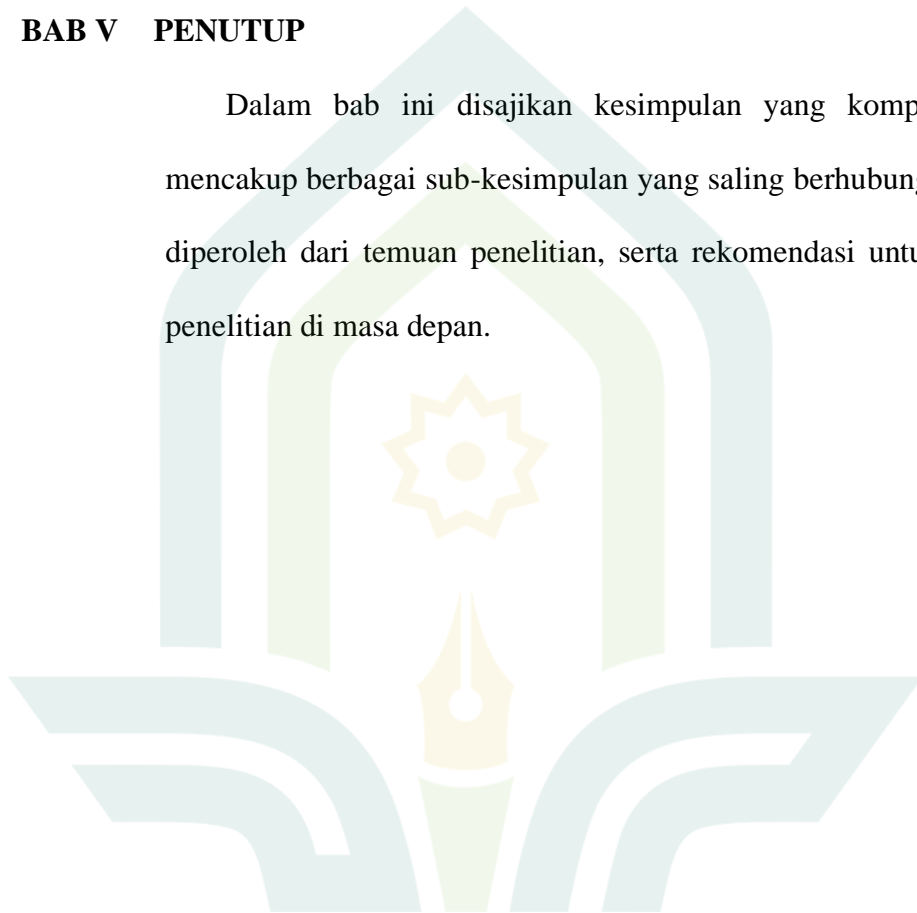 BAB V PENUTUP
Dalam bab ini disajikan kesimpulan yang komp
mencakup berbagai sub-kesimpulan yang saling berhubung
diperoleh dari temuan penelitian, serta rekomendasi untu
penelitian di masa depan.